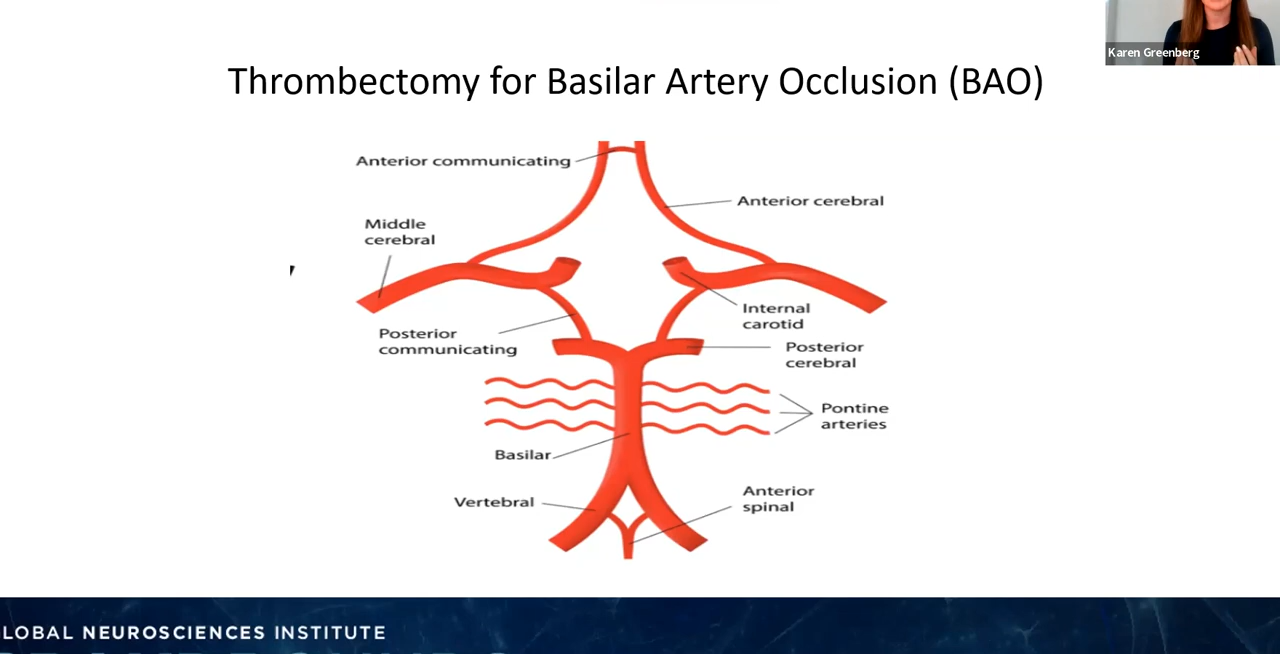 Karen Greenberg
Thrombectomy for Basilar Artery Occlusion (BAO)
Anterior communicating
Anterior cerebral
Middle
cerebral
Internal
carotid
Posterior
communicating
Posterior
cerebral
Pontine
arteries
Basilar
Vertebral
Anterior
spinal
LOBAL NEUROSCIENCES INSTITUTE